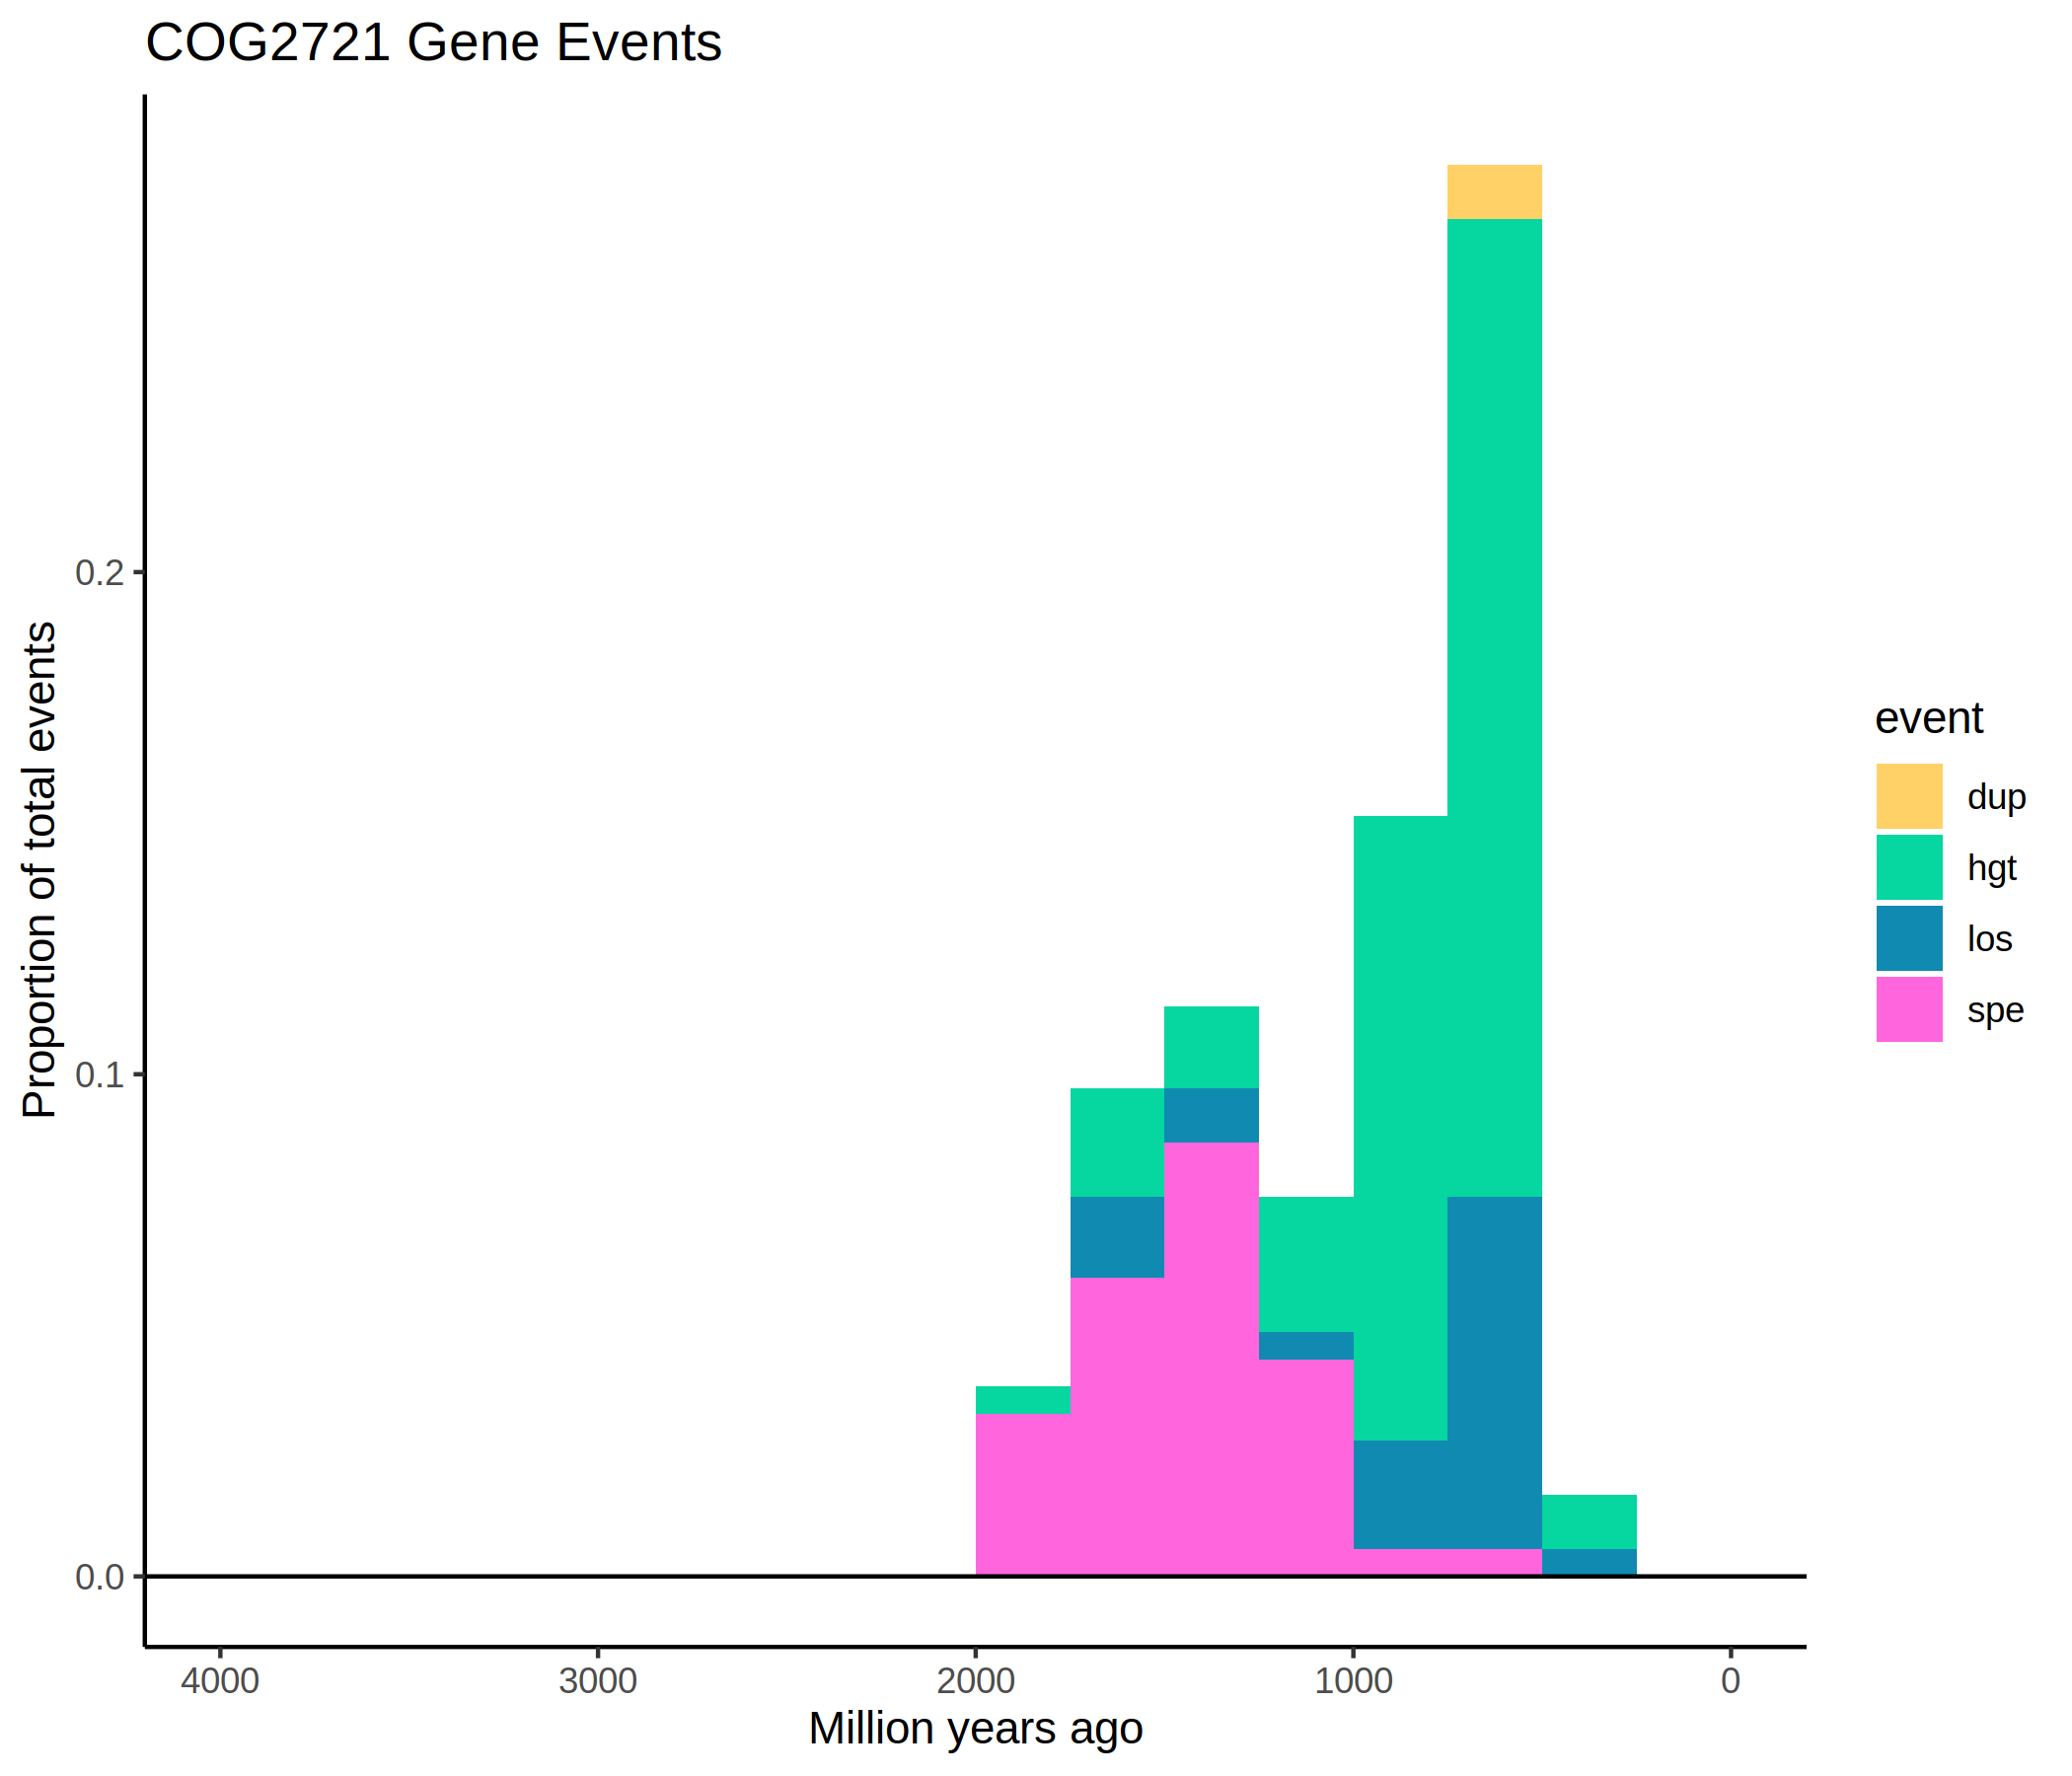 COG2721 Gene Events
Proportion of total events
0.2
0.1
0.0
4000
3000
2000
1000
0
Million years ago
event
dup
hgt
los
spe